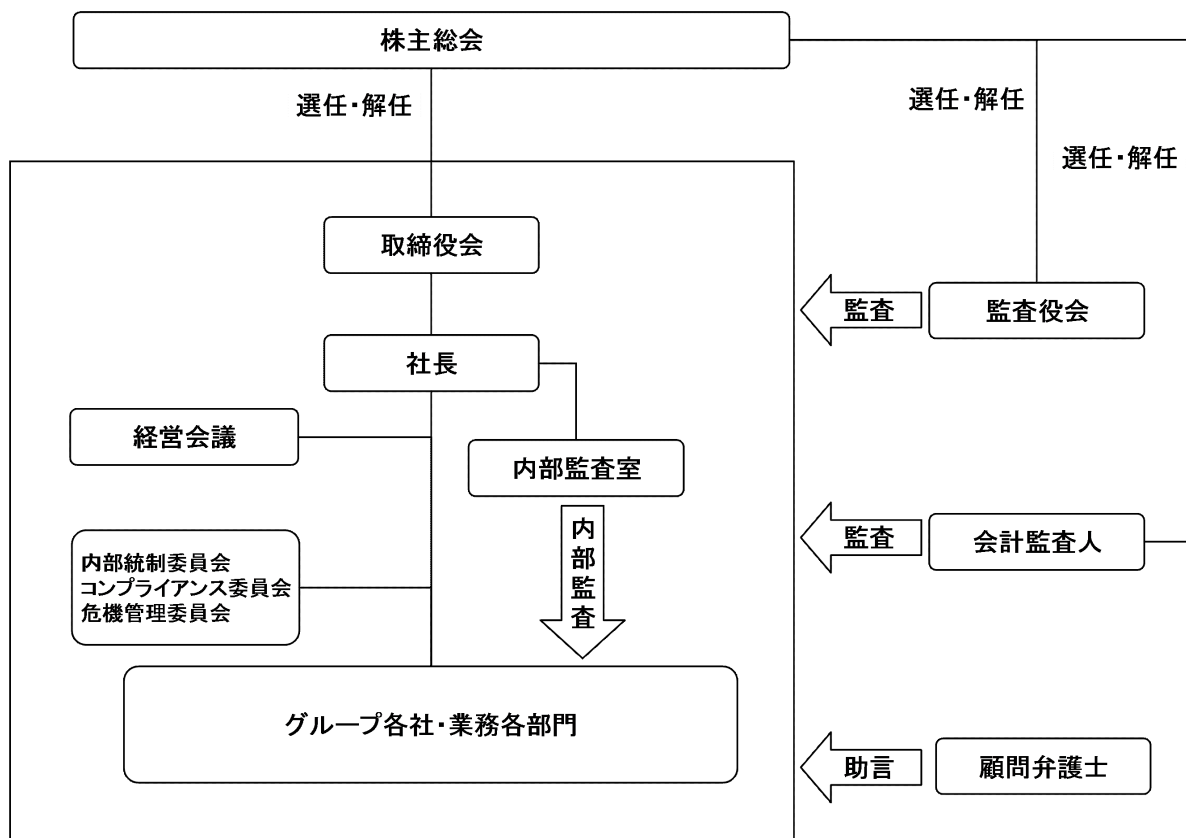 株主総会
選任・解任
選任・解任
選任・解任
取締役会
監査
監査役会
社長
経営会議
内部監査室
内部監査
監査
会計監査人
内部統制委員会
コンプライアンス委員会
危機管理委員会
グループ各社・業務各部門
助言
顧問弁護士